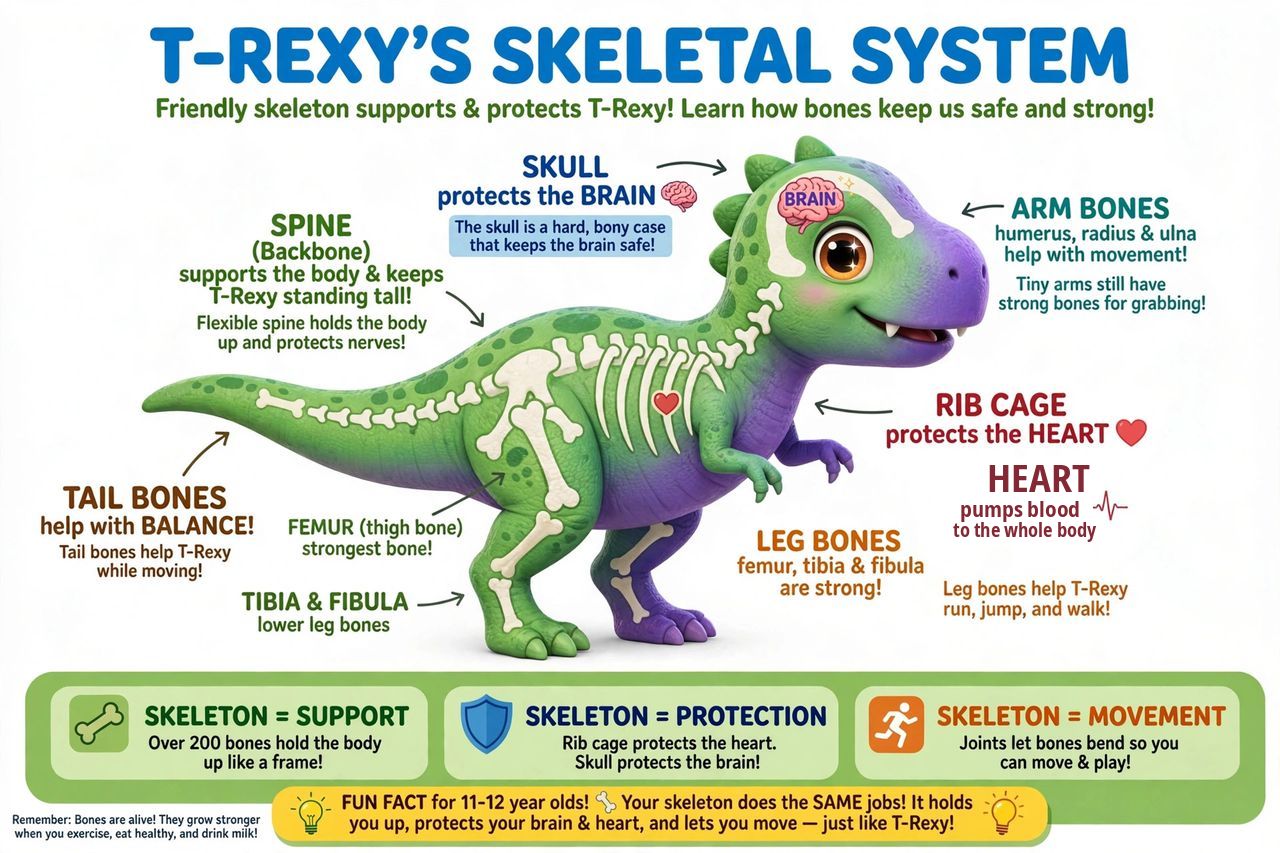 T-REXY'S SKELETAL SYSTEM
Friendly skeleton supports & protects T-Rexy! Learn how bones keep us safe and strong!
SKULL
protects the BRAIN
The skull is a hard, bony case
that keeps the brain safe!
BRAIN
SPINE
(Backbone)
supports the body & keeps
T-Rexy standing tall!
Flexible spine holds the body
up and protects nerves!
ARM BONES
humerus, radius & ulna
help with movement!
Tiny arms still have
strong bones for grabbing!
RIB CAGE
protects the HEART
HEART
pumps blood
to the whole body
TAIL BONES
help with BALANCE!
Tail bones help T-Rexy
while moving!
FEMUR (thigh bone)
strongest bone!
TIBIA & FIBULA
lower leg bones
LEG BONES
femur, tibia & fibula
are strong!
Leg bones help T-Rexy
run, jump, and walk!
SKELETON = SUPPORT
Over 200 bones hold the body
up like a frame!
SKELETON = PROTECTION
Rib cage protects the heart.
Skull protects the brain!
SKELETON = MOVEMENT
Joints let bones bend so you
can move & play!
FUN FACT for 11-12 year olds! Your skeleton does the SAME jobs! It holds
you up, protects your brain & heart, and lets you move — just like T-Rexy!
Remember: Bones are alive! They grow stronger
when you exercise, eat healthy, and drink milk!